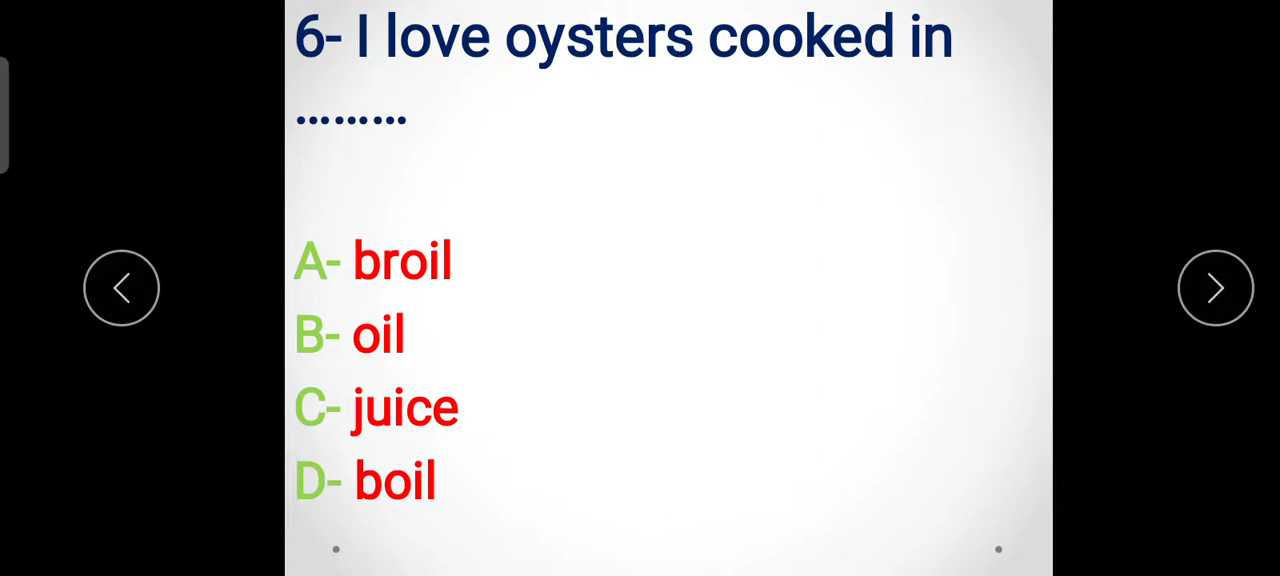 6- I love oysters cooked in
.........
A- broil
B- oil
C- juice
D- boil